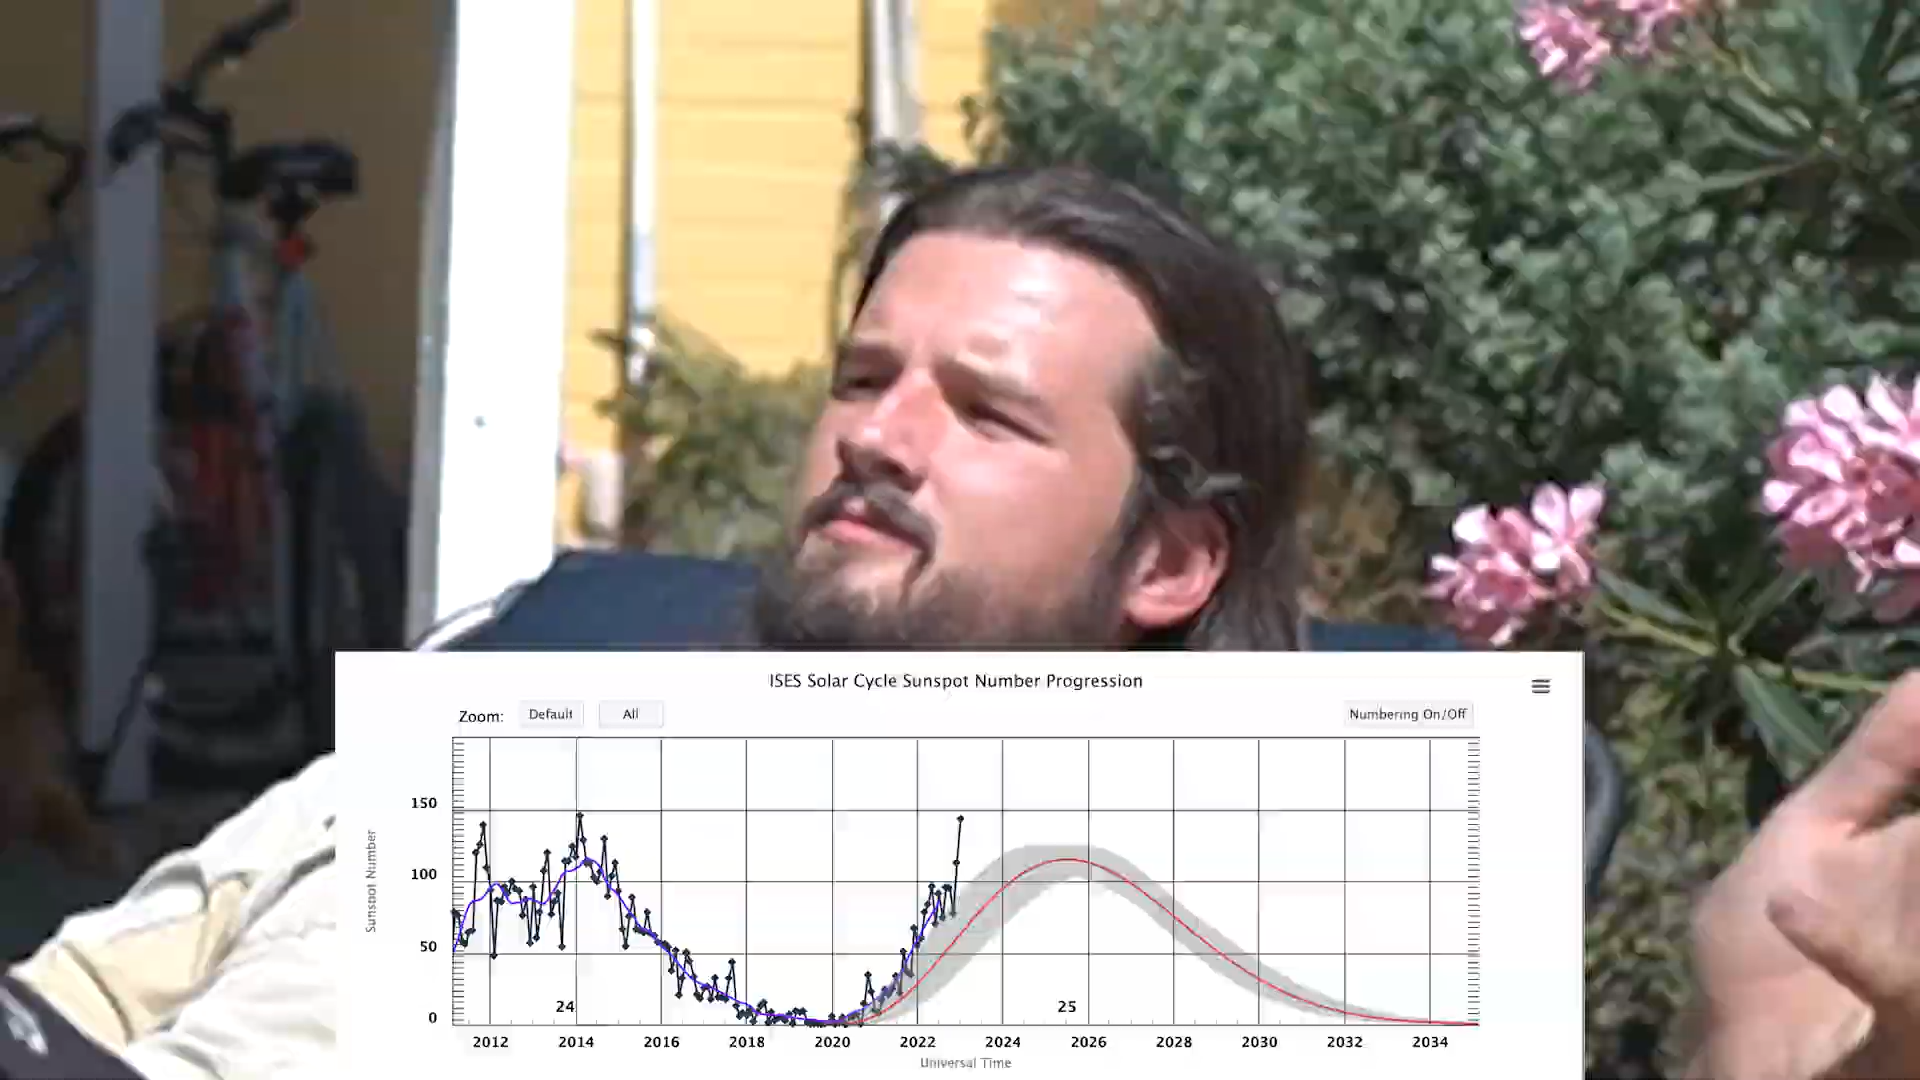 ISES Solar Cycle Sunspot Number Progression
Zoom: Default All Numbering On/Off
Sunspot Number
150
100
50
0
24 25
2012 2014 2016 2018 2020 2022 2024 2026 2028 2030 2032 2034
Universal Time